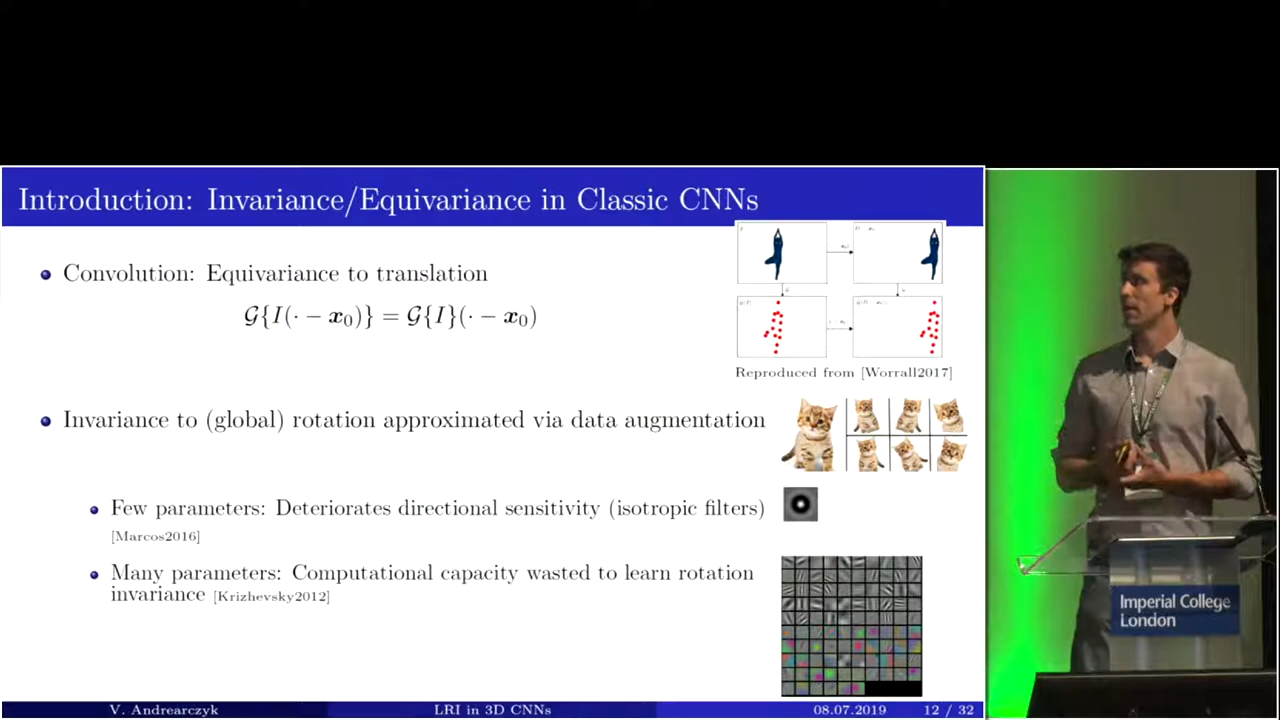 Introduction: Invariance/Equivariance in Classic CNNs
Convolution: Equivariance to translation
𝒢{I(· − x₀)} = 𝒢{I}(· − x₀)
Reproduced from [Worrall2017]
Invariance to (global) rotation approximated via data augmentation
Few parameters: Deteriorates directional sensitivity (isotropic filters)
[Marcos2016]
Many parameters: Computational capacity wasted to learn rotation
invariance [Krizhevsky2012]
V. Andrearczyk
LRI in 3D CNNs
08.07.2019
12 / 32
Imperial College
London